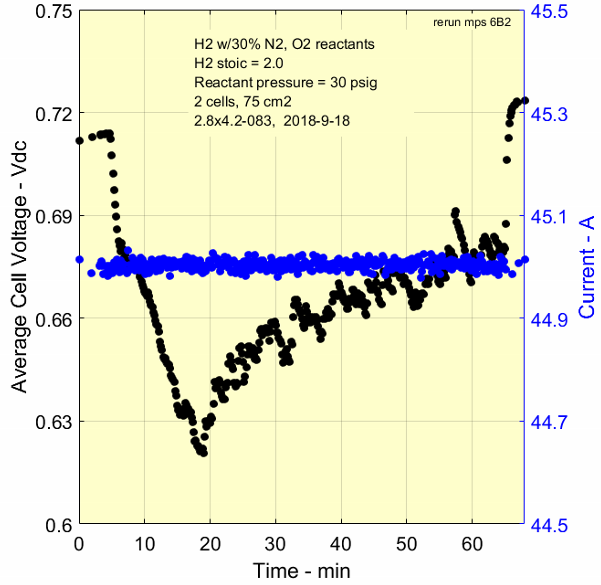 rerun mps 6B2
H2 w/30% N2, O2 reactants
H2 stoic = 2.0
Reactant pressure = 30 psig
2 cells, 75 cm2
2.8x4.2-083,  2018-9-18
Average Cell Voltage - Vdc
0.75
0.72
0.69
0.66
0.63
0.6
45.5
45.3
45.1
44.9
44.7
44.5
Current - A
0 10 20 30 40 50 60
Time - min